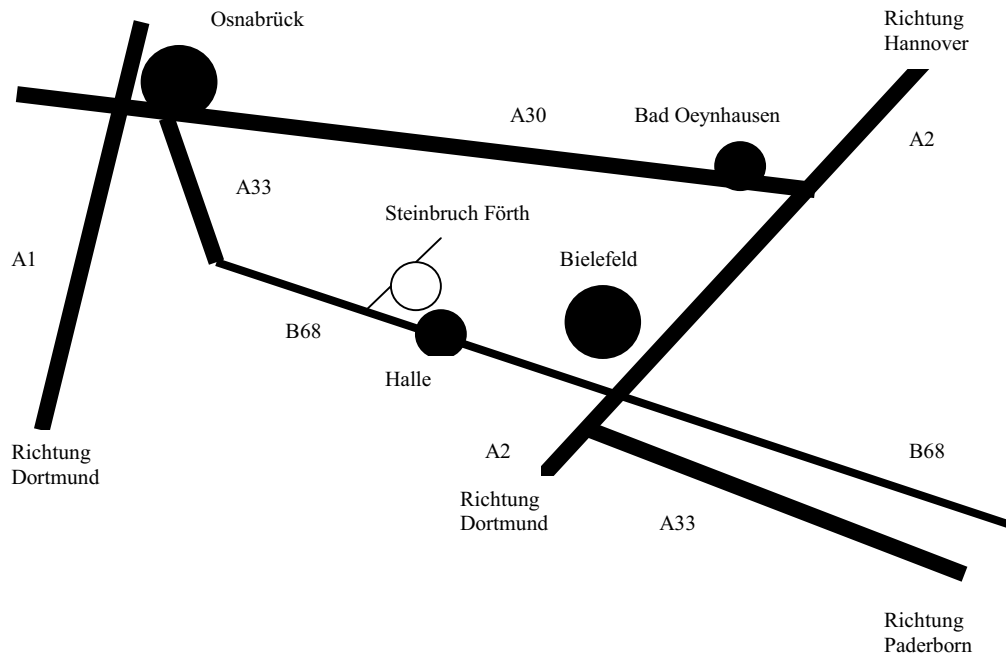 Osnabrück
Richtung
Hannover
A30
Bad Oeynhausen
A2
A33
Steinbruch Förth
A1
Bielefeld
B68
Halle
Richtung
Dortmund
A2
B68
Richtung
Dortmund
A33
Richtung
Paderborn